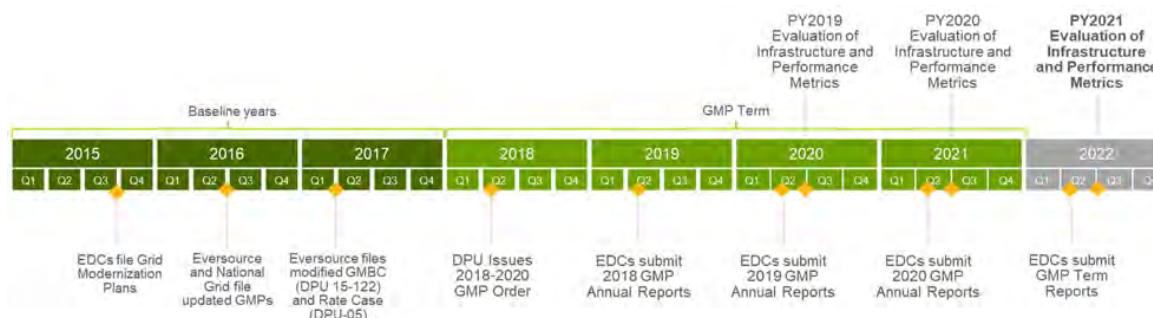 PY2019
Evaluation of
Infrastructure and
Performance
Metrics
PY2020
Evaluation of
Infrastructure and
Performance
Metrics
PY2021
Evaluation of
Infrastructure
and Performance
Metrics
Baseline years
GMP Term
2015
2016
2017
2018
2019
2020
2021
2022
Q1 Q2 Q3 Q4
Q1 Q2 Q3 Q4
Q1 Q2 Q3 Q4
Q1 Q2 Q3 Q4
Q1 Q2 Q3 Q4
Q1 Q2 Q3 Q4
Q1 Q2 Q3 Q4
Q1 Q2 Q3
EDCs file Grid
Modernization
Plans
Eversource
and National
Grid file
updated GMPs
Eversource files
modified GMBC
(DPU 15-122)
and Rate Case
(DPU-05)
DPU Issues
2018-2020
GMP Order
EDCs submit
2018 GMP
Annual Reports
EDCs submit
2019 GMP
Annual Reports
EDCs submit
2020 GMP
Annual Reports
EDCs submit
GMP Term
Reports